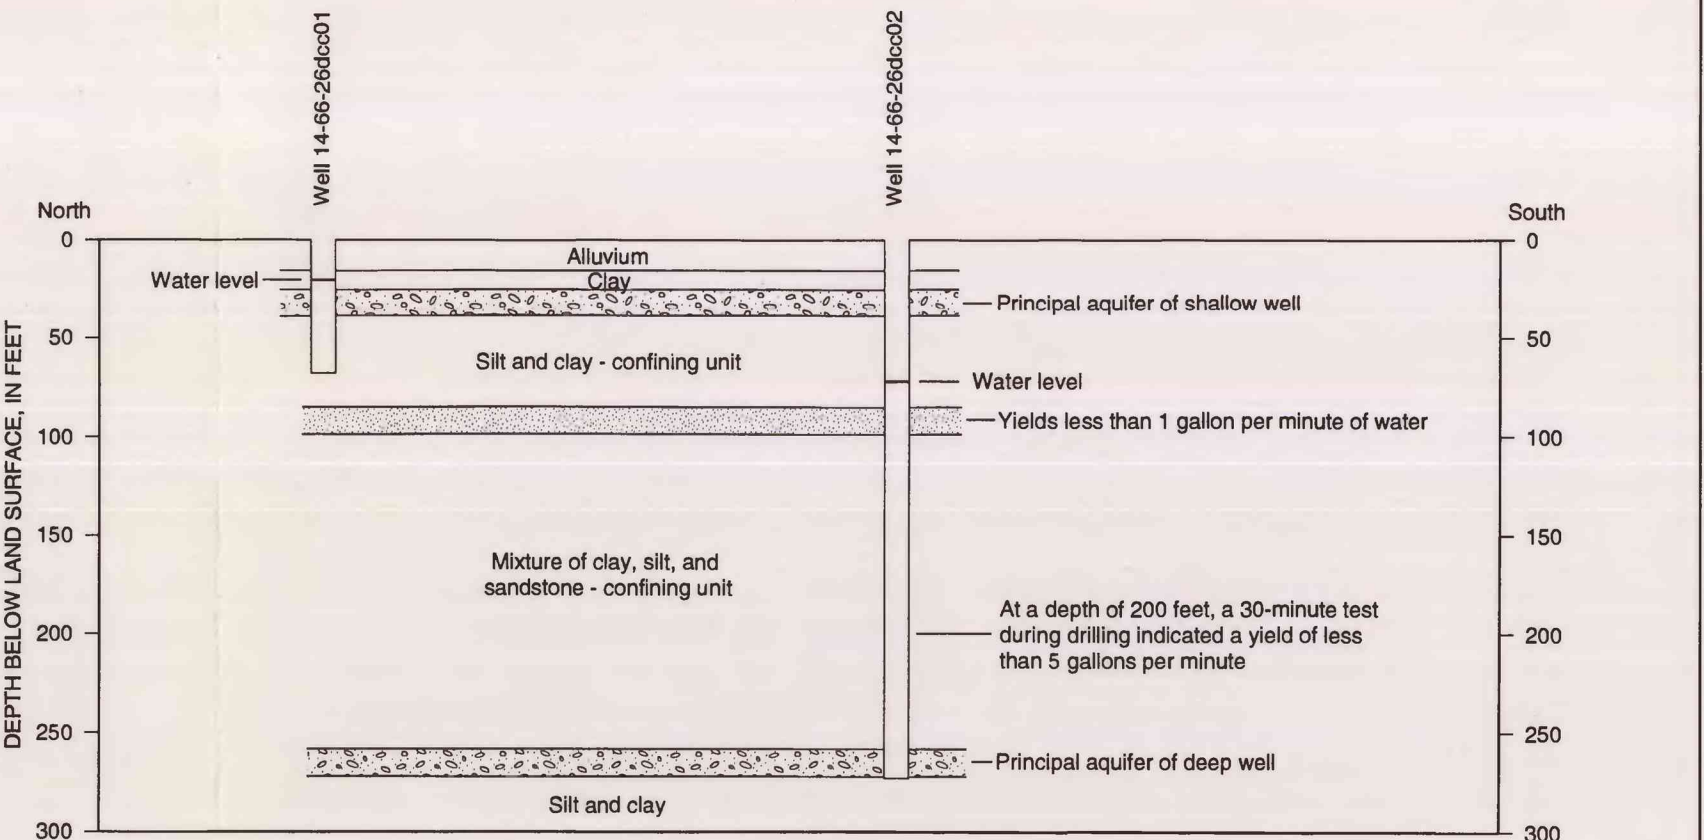 Well 14-66-26dcc01
Well 14-66-26dcc02
North
South
0
0
Alluvium
Water level
Clay
Principal aquifer of shallow well
50
50
Silt and clay - confining unit
Water level
Yields less than 1 gallon per minute of water
100
100
DEPTH BELOW LAND SURFACE, IN FEET
150
150
Mixture of clay, silt, and
sandstone - confining unit
At a depth of 200 feet, a 30-minute test
200
during drilling indicated a yield of less
200
than 5 gallons per minute
250
250
Principal aquifer of deep well
Silt and clay
300
300